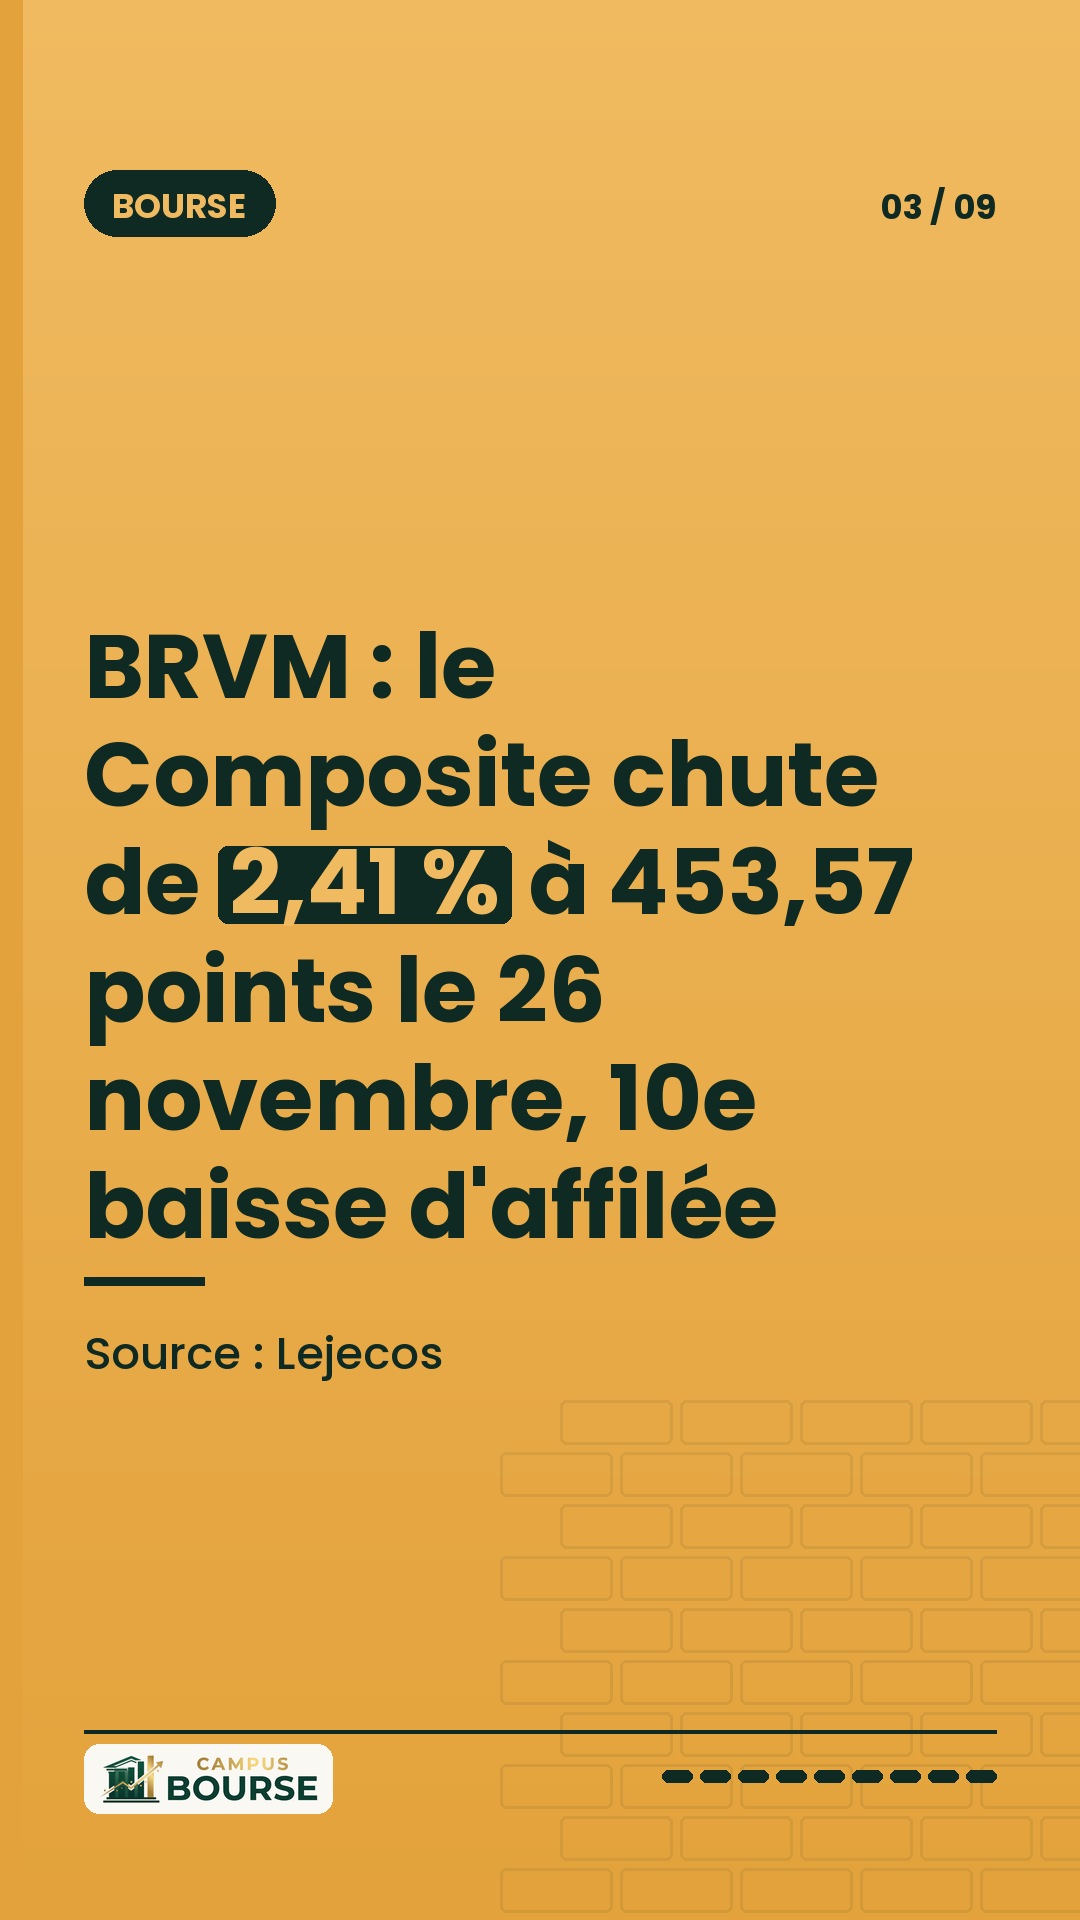 BOURSE
03 / 09
BRVM : le
Composite chute
de 2,41 % à 453,57
points le 26
novembre, 10e
baisse d'affilée
Source : Lejecos
CAMPUS
BOURSE